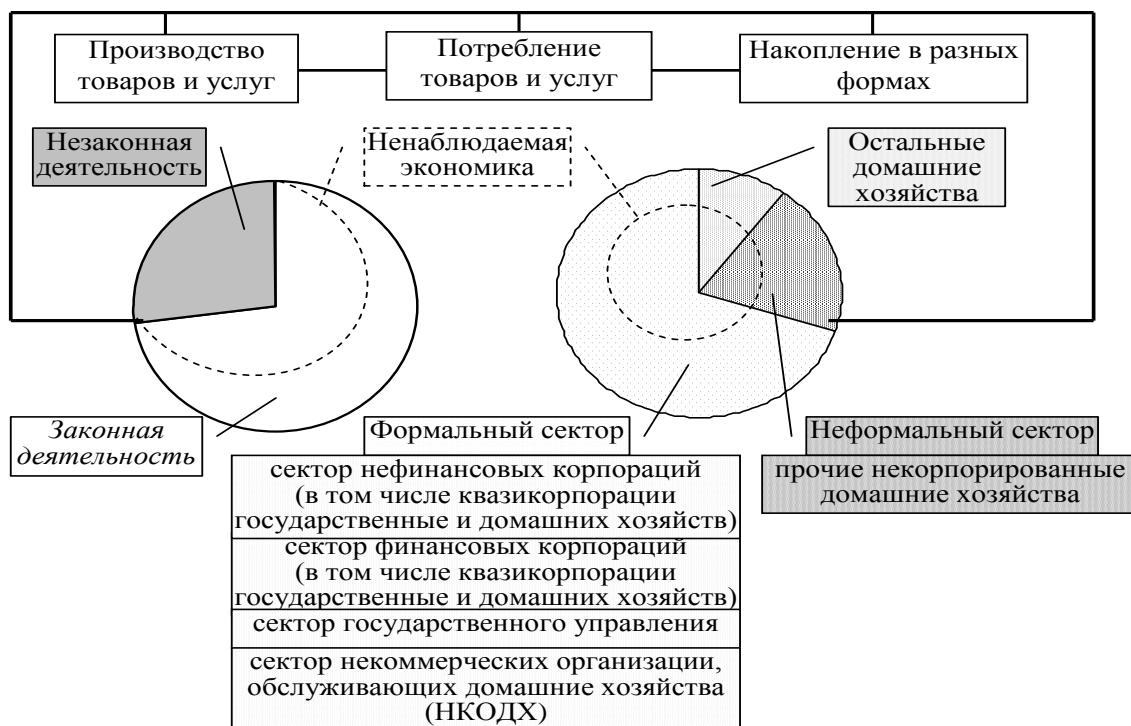 Производство
товаров и услуг
Потребление
товаров и услуг
Накопление в разных
формах
Незаконная
деятельность
Ненаблюдаемая
экономика
Остальные
домашние
хозяйства
Законная
деятельность
Формальный сектор
сектор нефинансовых корпораций
(в том числе квазикорпорации
государственные и домашних хозяйств)
сектор финансовых корпораций
(в том числе квазикорпорации
государственные и домашних хозяйств)
сектор государственного управления
сектор некоммерческих организации,
обслуживающих домашние хозяйства
(НКОДХ)
Неформальный сектор
прочие некорпорированные
домашние хозяйства